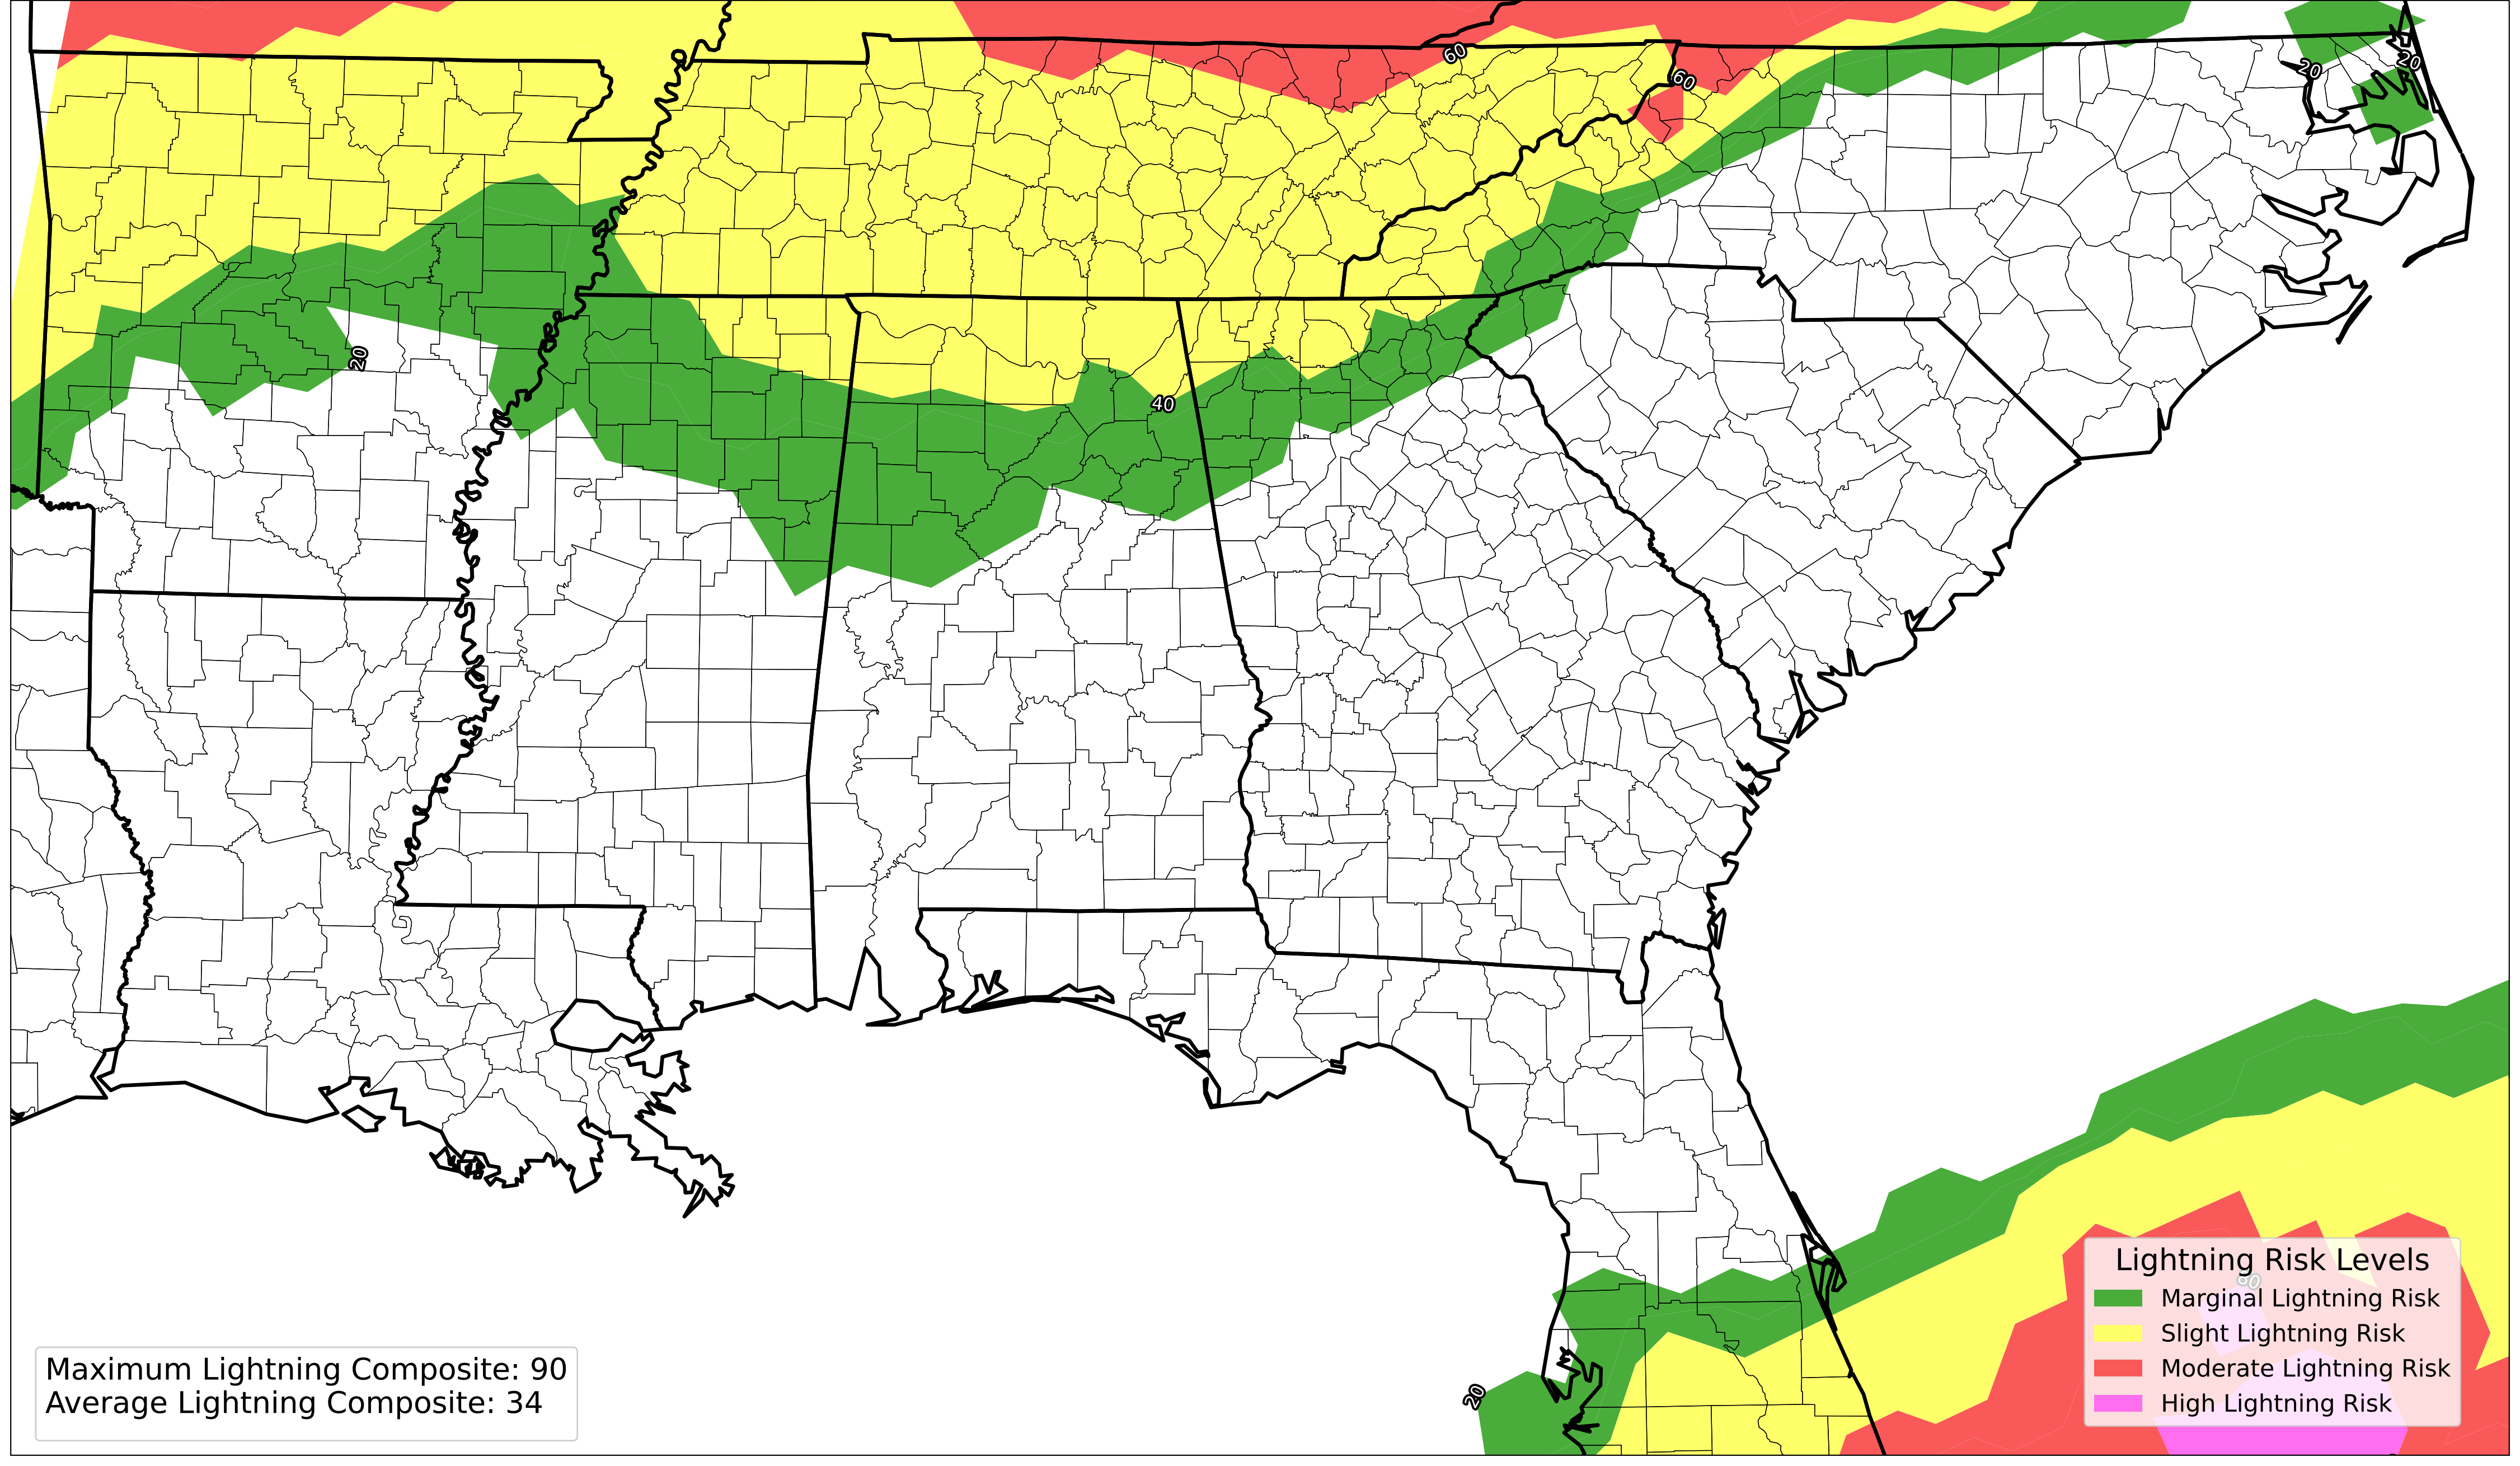 60
60
20
20
20
40
20
80
Lightning Risk Levels
Marginal Lightning Risk
Slight Lightning Risk
Moderate Lightning Risk
High Lightning Risk
Maximum Lightning Composite: 90
Average Lightning Composite: 34